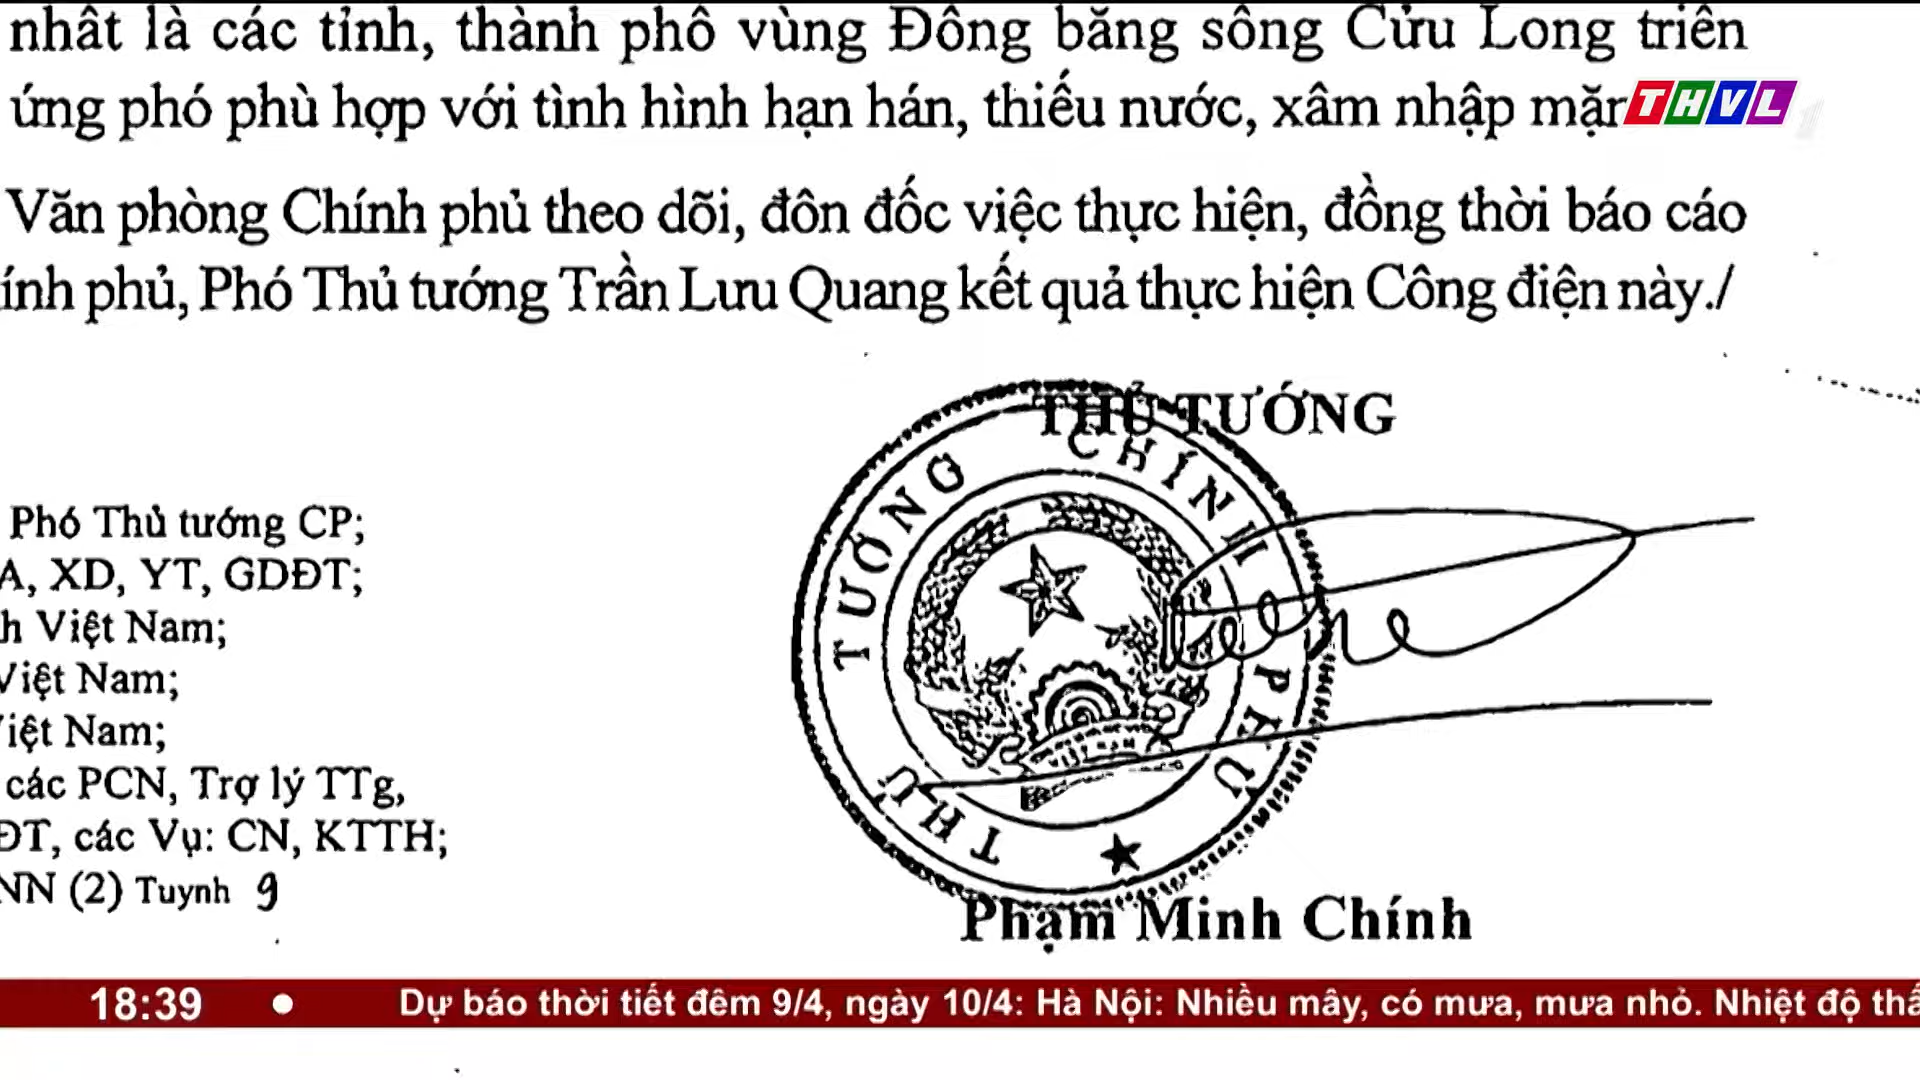 nhất là các tỉnh, thành phố vùng Đồng bằng sông Cửu Long triển
ứng phó phù hợp với tình hình hạn hán, thiếu nước, xâm nhập mặn
THVL 1
Văn phòng Chính phủ theo dõi, đôn đốc việc thực hiện, đồng thời báo cáo
ính phủ, Phó Thủ tướng Trần Lưu Quang kết quả thực hiện Công điện này./
THỦ TƯỚNG
THỦ TƯỚNG CHÍNH PHỦ
VIỆT NAM
Phó Thủ tướng CP;
A, XD, YT, GDĐT;
h Việt Nam;
Việt Nam;
Việt Nam;
các PCN, Trợ lý TTg,
ĐT, các Vụ: CN, KTTH;
NN (2) Tuynh 9
Phạm Minh Chính
18:39 • Dự báo thời tiết đêm 9/4, ngày 10/4: Hà Nội: Nhiều mây, có mưa, mưa nhỏ. Nhiệt độ thấ